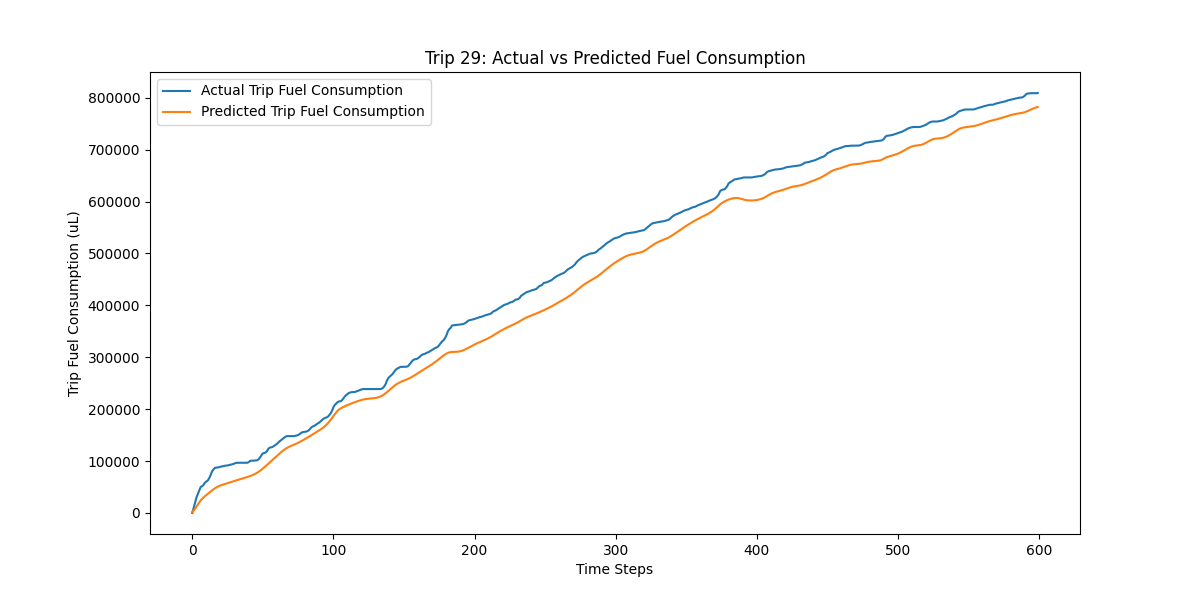 Trip 29: Actual vs Predicted Fuel Consumption
Actual Trip Fuel Consumption
Predicted Trip Fuel Consumption
Trip Fuel Consumption (uL)
800000
700000
600000
500000
400000
300000
200000
100000
0
0 100 200 300 400 500 600
Time Steps